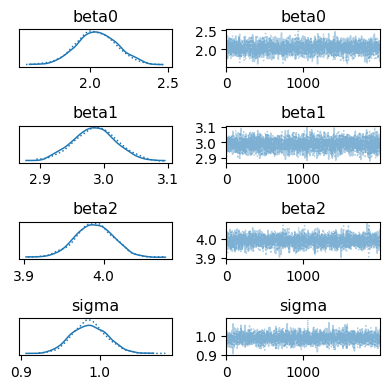 beta0 beta0
2.5
2.0
2.0 2.5 0 1000
beta1 beta1
3.1
3.0
2.9
2.9 3.0 3.1 0 1000
beta2 beta2
4.0
3.9
3.9 4.0 0 1000
sigma sigma
1.0
0.9
0.9 1.0 0 1000